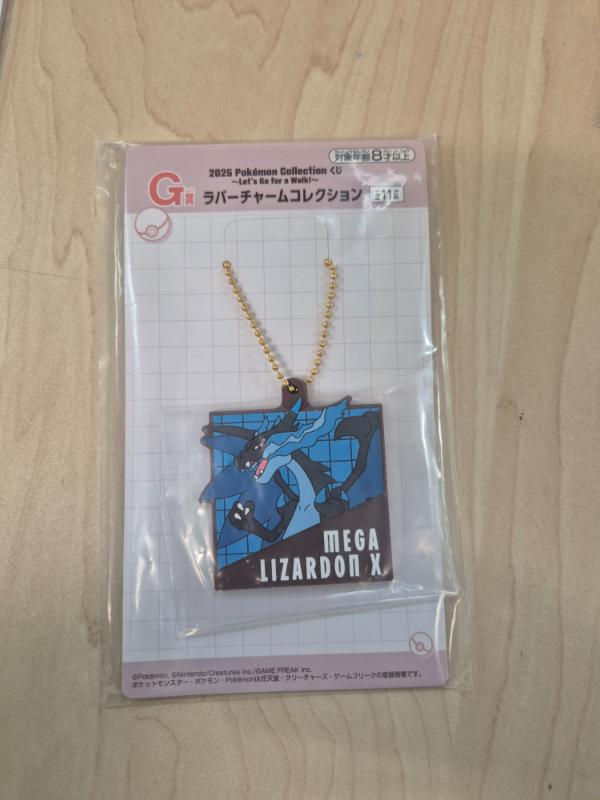 対象年齢8才以上
2025 Pokémon Collection くじ
～Let's Go for a Walk!～
G賞
ラバーチャームコレクション
全11種
MEGA
LIZARDON X
©Pokémon. ©Nintendo/Creatures Inc./GAME FREAK inc.
ポケットモンスター・ポケモン・Pokémonは任天堂・クリーチャーズ・ゲームフリークの登録商標です。